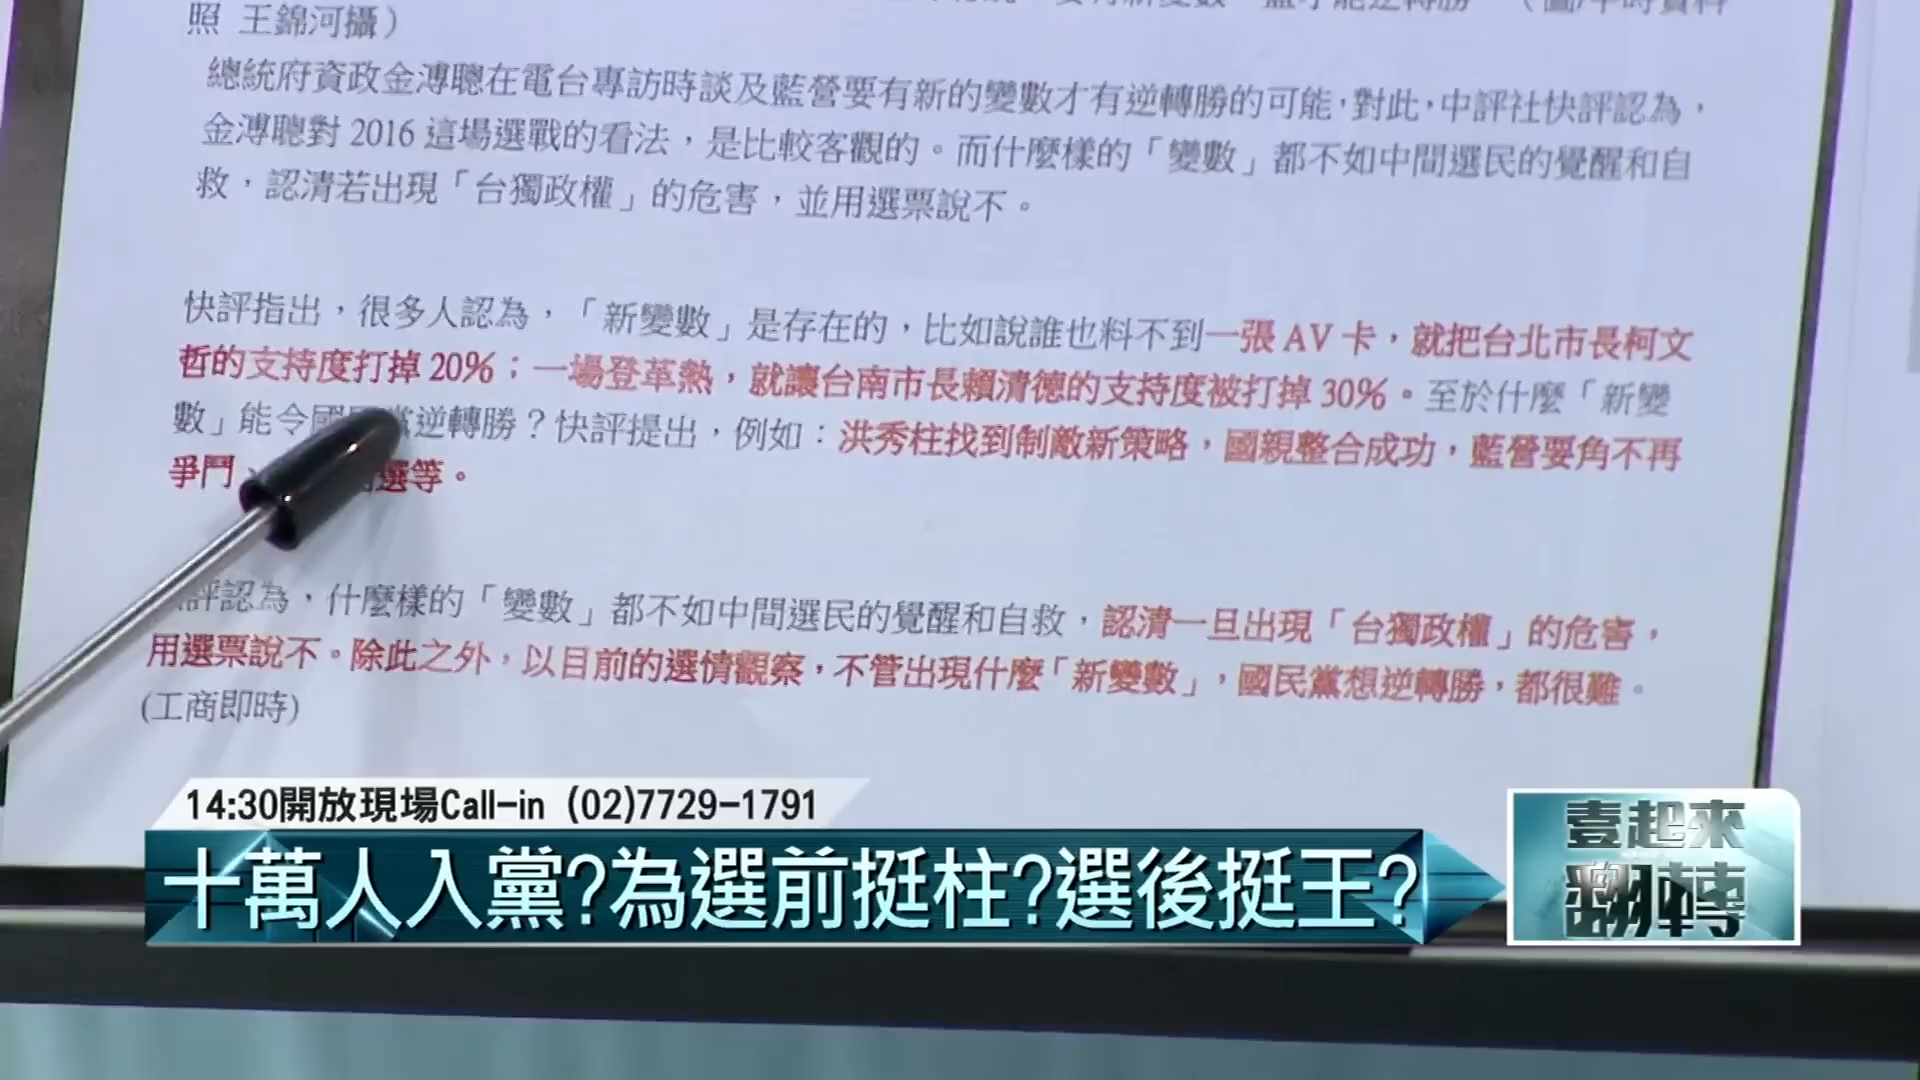 照 王錦河攝）
總統府資政金溥聰在電台專訪時談及藍營要有新的變數才有逆轉勝的可能，對此，中評社快評認為，
金溥聰對 2016 這場選戰的看法，是比較客觀的。而什麼樣的「變數」都不如中間選民的覺醒和自
救，認清若出現「台獨政權」的危害，並用選票說不。
快評指出，很多人認為，「新變數」是存在的，比如說誰也料不到一張 AV 卡，就把台北市長柯文
哲的支持度打掉 20%；一場登革熱，就讓台南市長賴清德的支持度被打掉 30%。至於什麼「新變
數」能令國民黨逆轉勝？快評提出，例如：洪秀柱找到制敵新策略，國親整合成功，藍營要角不再
爭鬥 選等。
評認為，什麼樣的「變數」都不如中間選民的覺醒和自救，認清一旦出現「台獨政權」的危害，
用選票說不。除此之外，以目前的選情觀察，不管出現什麼「新變數」，國民黨想逆轉勝，都很難。
(工商即時)
14:30開放現場Call-in (02)7729-1791
十萬人入黨?為選前挺柱?選後挺王?
壹起來
翻轉